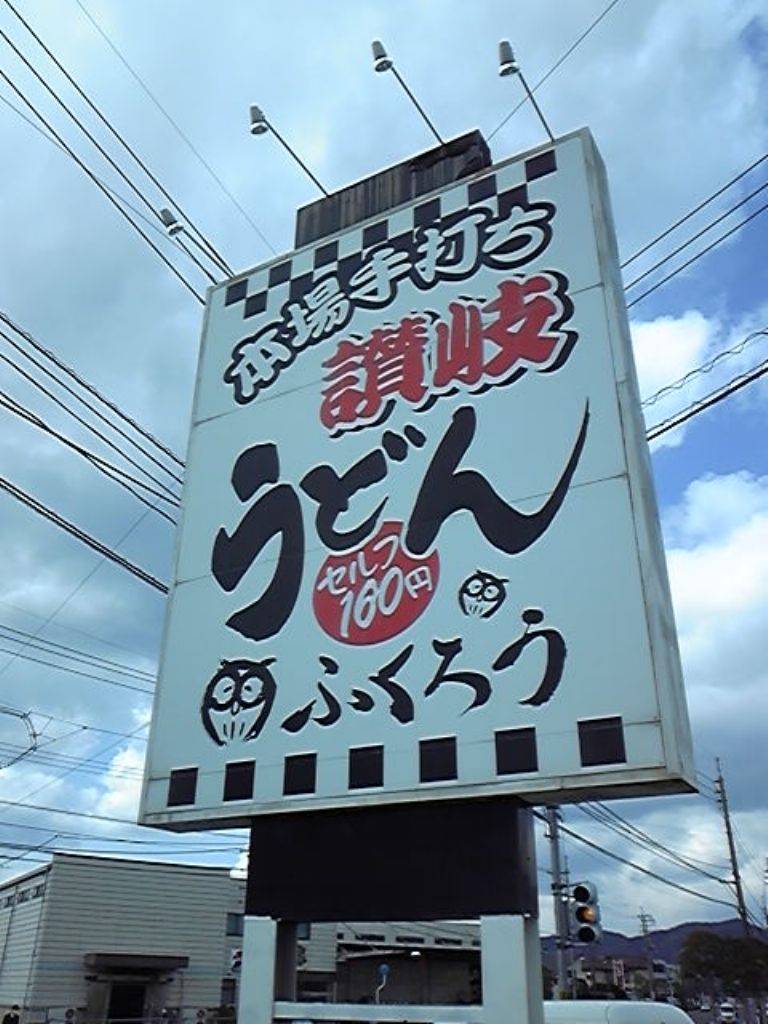 本場手打ち
讃岐
うどん
セルフ
160円
ふくろう